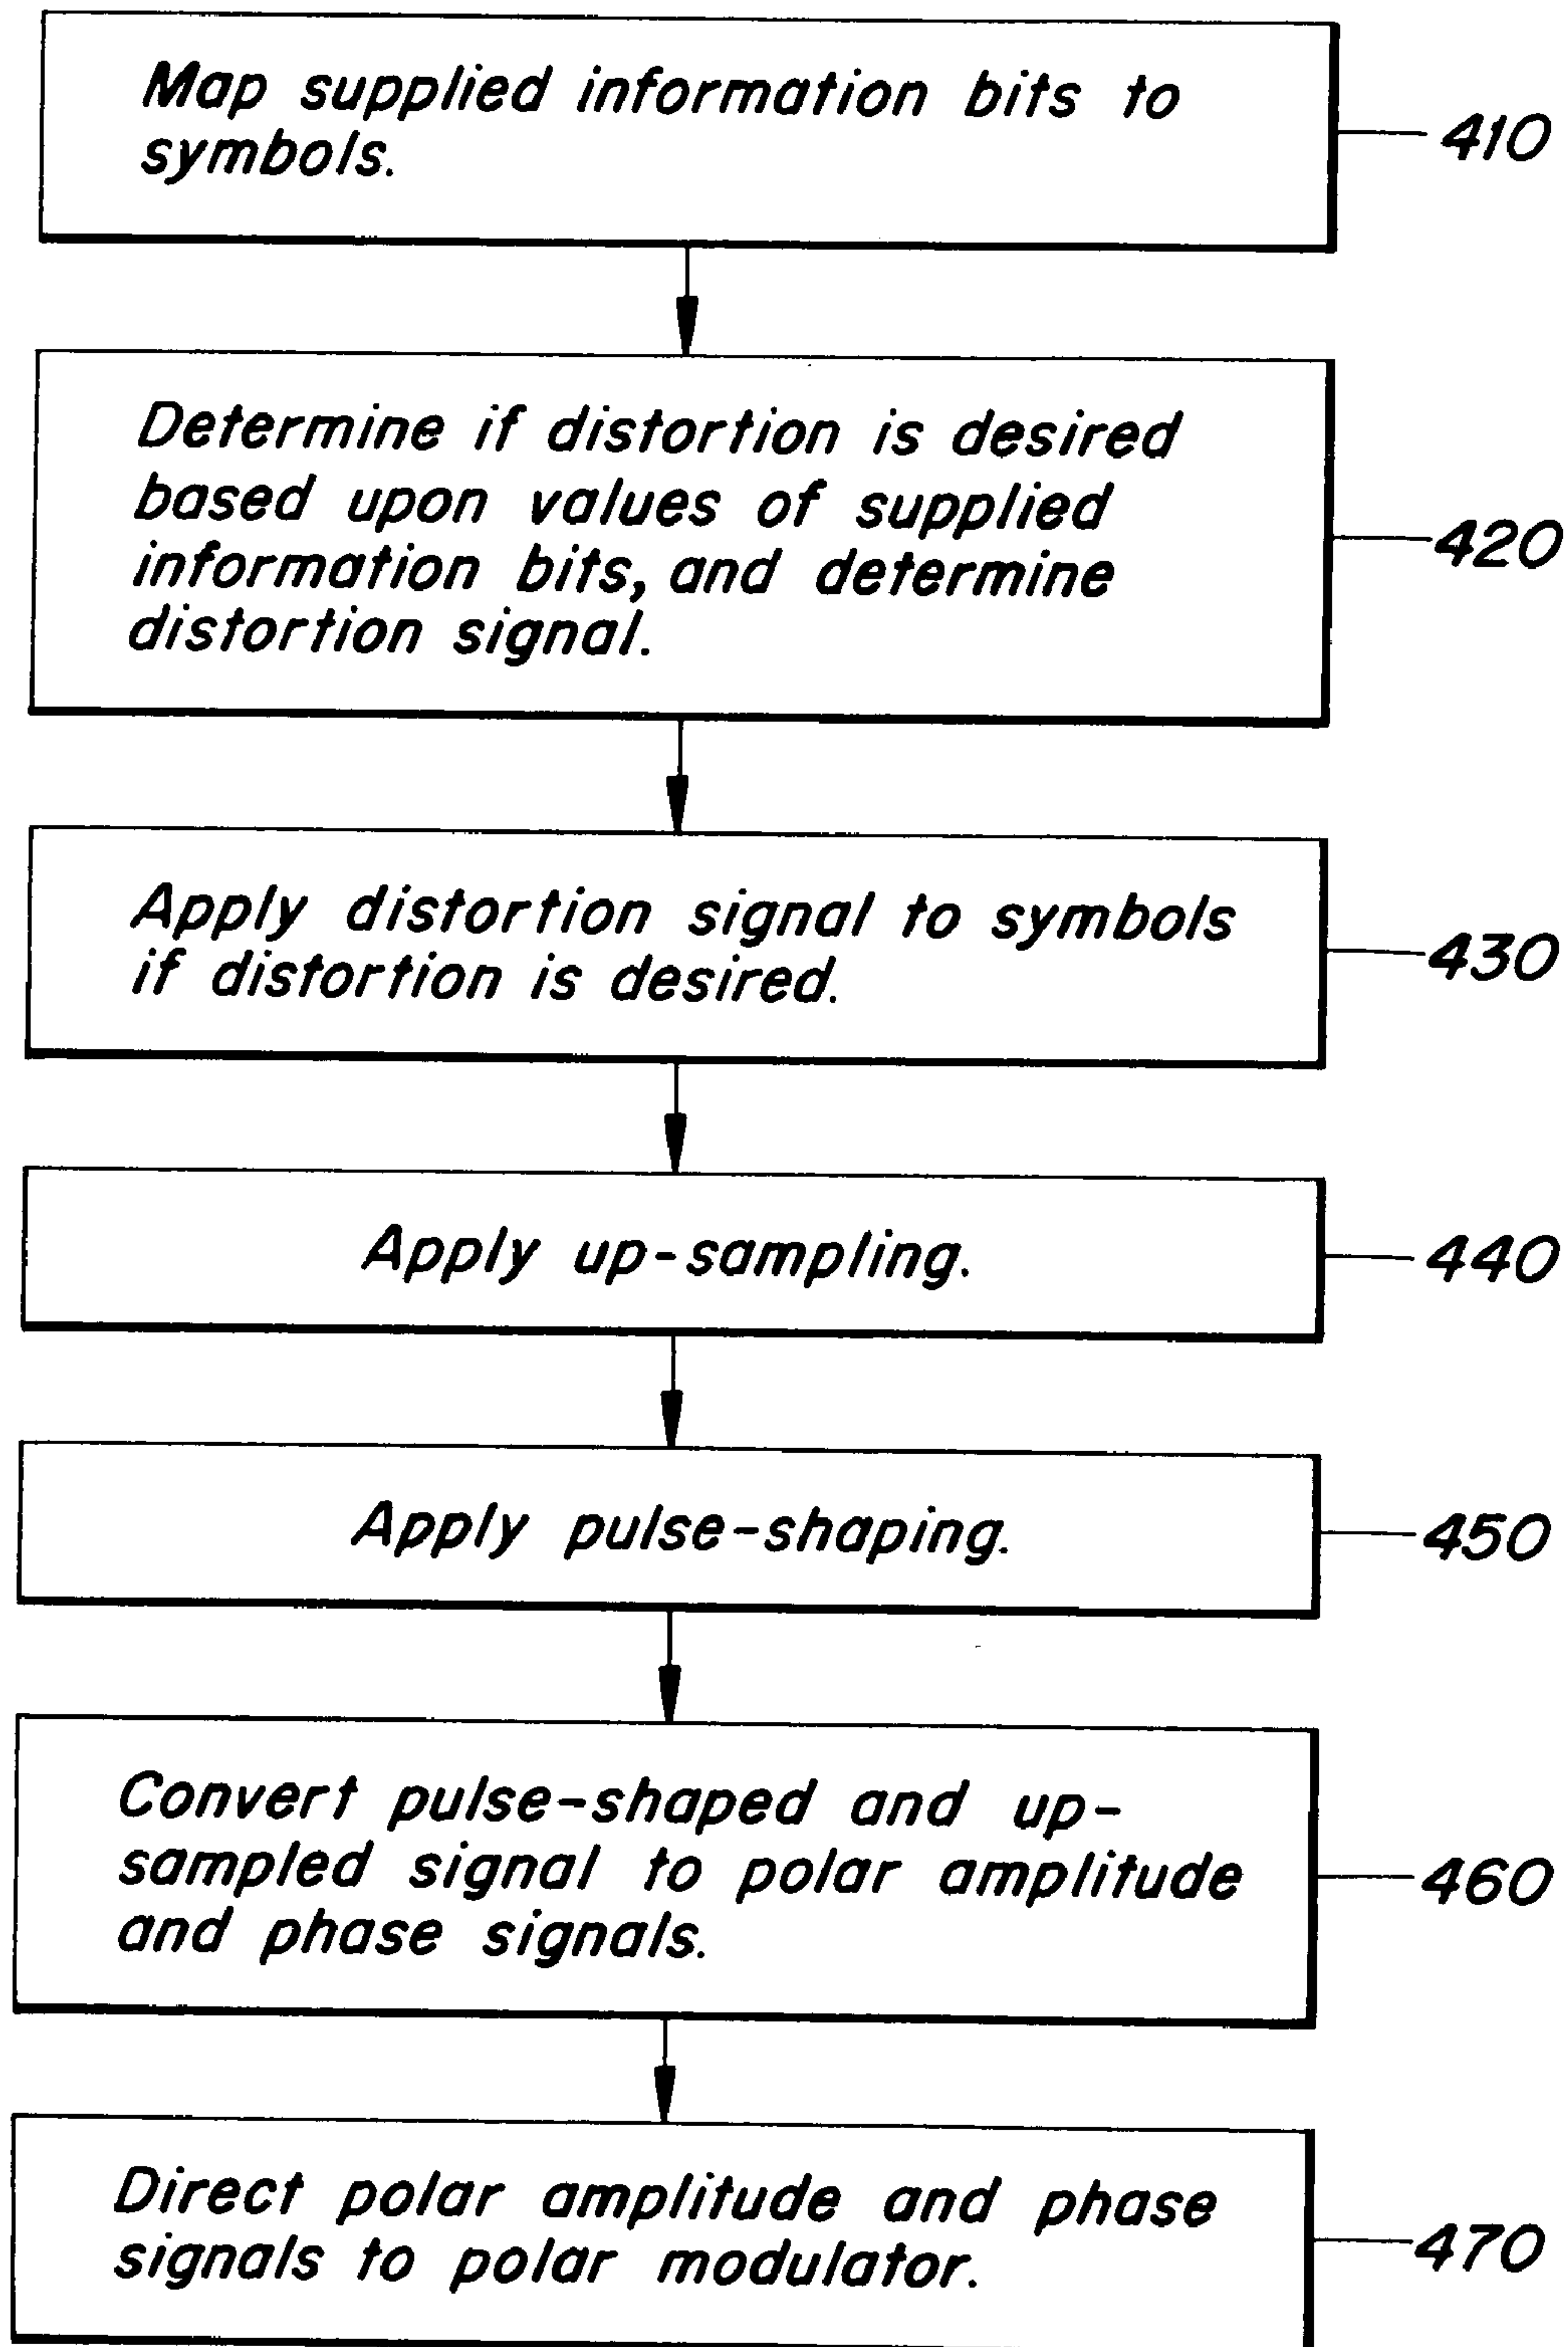 Map supplied information bits to
symbols.
410
Determine if distortion is desired
based upon values of supplied
information bits, and determine
distortion signal.
420
Apply distortion signal to symbols
if distortion is desired.
430
Apply up-sampling.
440
Apply pulse-shaping.
450
Convert pulse-shaped and up-
sampled signal to polar amplitude
and phase signals.
460
Direct polar amplitude and phase
signals to polar modulator.
470